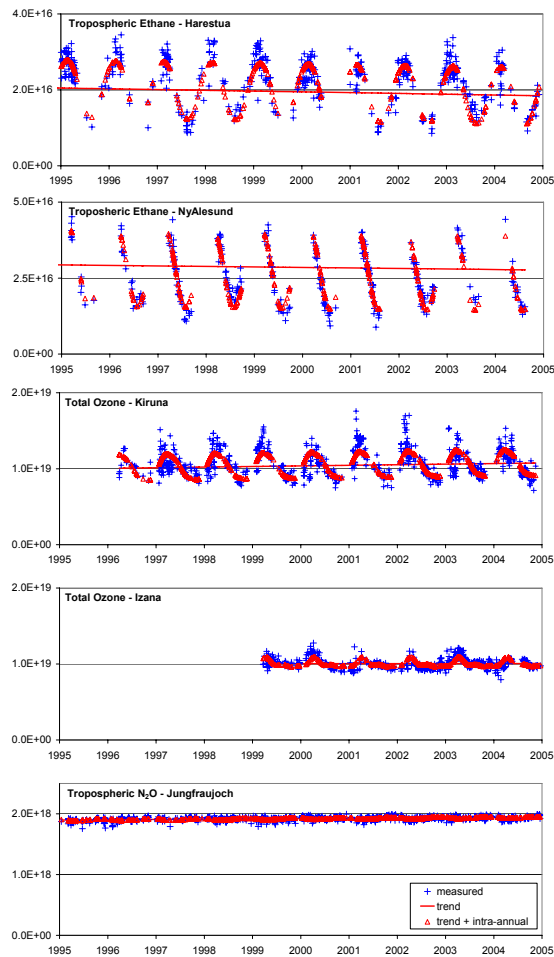 Tropospheric Ethane - Harestua
4.0E+16
2.0E+16
0.0E+00
1995 1996 1997 1998 1999 2000 2001 2002 2003 2004 2005
Troposheric Ethane - NyAlesund
5.0E+16
2.5E+16
0.0E+00
1995 1996 1997 1998 1999 2000 2001 2002 2003 2004 2005
Total Ozone - Kiruna
2.0E+19
1.0E+19
0.0E+00
1995 1996 1997 1998 1999 2000 2001 2002 2003 2004 2005
Total Ozone - Izana
2.0E+19
1.0E+19
0.0E+00
1995 1996 1997 1998 1999 2000 2001 2002 2003 2004 2005
Tropospheric N₂O - Jungfraujoch
2.0E+18
1.0E+18
0.0E+00
measured
trend
trend + intra-annual
1995 1996 1997 1998 1999 2000 2001 2002 2003 2004 2005